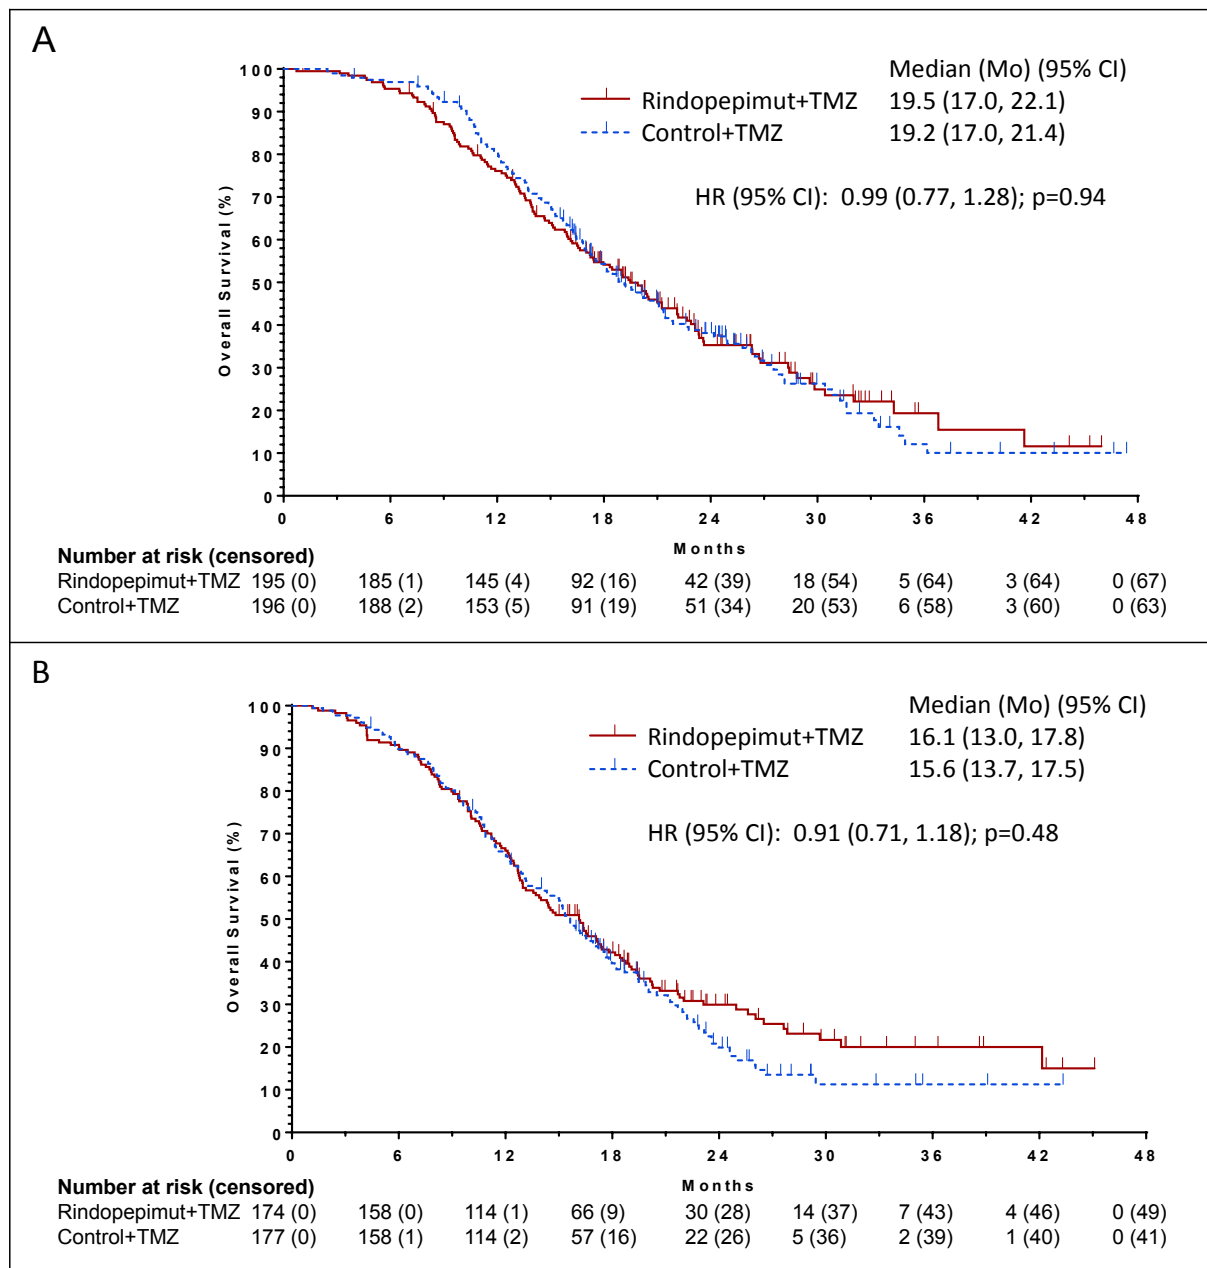 A
Median (Mo) (95% CI)
Rindopepimut+TMZ 19.5 (17.0, 22.1)
Control+TMZ 19.2 (17.0, 21.4)
HR (95% CI): 0.99 (0.77, 1.28); p=0.94
Overall Survival (%)
100
90
80
70
60
50
40
30
20
10
0
0 6 12 18 24 30 36 42 48
Months
Number at risk (censored)
Rindopepimut+TMZ 195 (0) 185 (1) 145 (4) 92 (16) 42 (39) 18 (54) 5 (64) 3 (64) 0 (67)
Control+TMZ 196 (0) 188 (2) 153 (5) 91 (19) 51 (34) 20 (53) 6 (58) 3 (60) 0 (63)
B
Median (Mo) (95% CI)
Rindopepimut+TMZ 16.1 (13.0, 17.8)
Control+TMZ 15.6 (13.7, 17.5)
HR (95% CI): 0.91 (0.71, 1.18); p=0.48
Overall Survival (%)
100
90
80
70
60
50
40
30
20
10
0
0 6 12 18 24 30 36 42 48
Months
Number at risk (censored)
Rindopepimut+TMZ 174 (0) 158 (0) 114 (1) 66 (9) 30 (28) 14 (37) 7 (43) 4 (46) 0 (49)
Control+TMZ 177 (0) 158 (1) 114 (2) 57 (16) 22 (26) 5 (36) 2 (39) 1 (40) 0 (41)